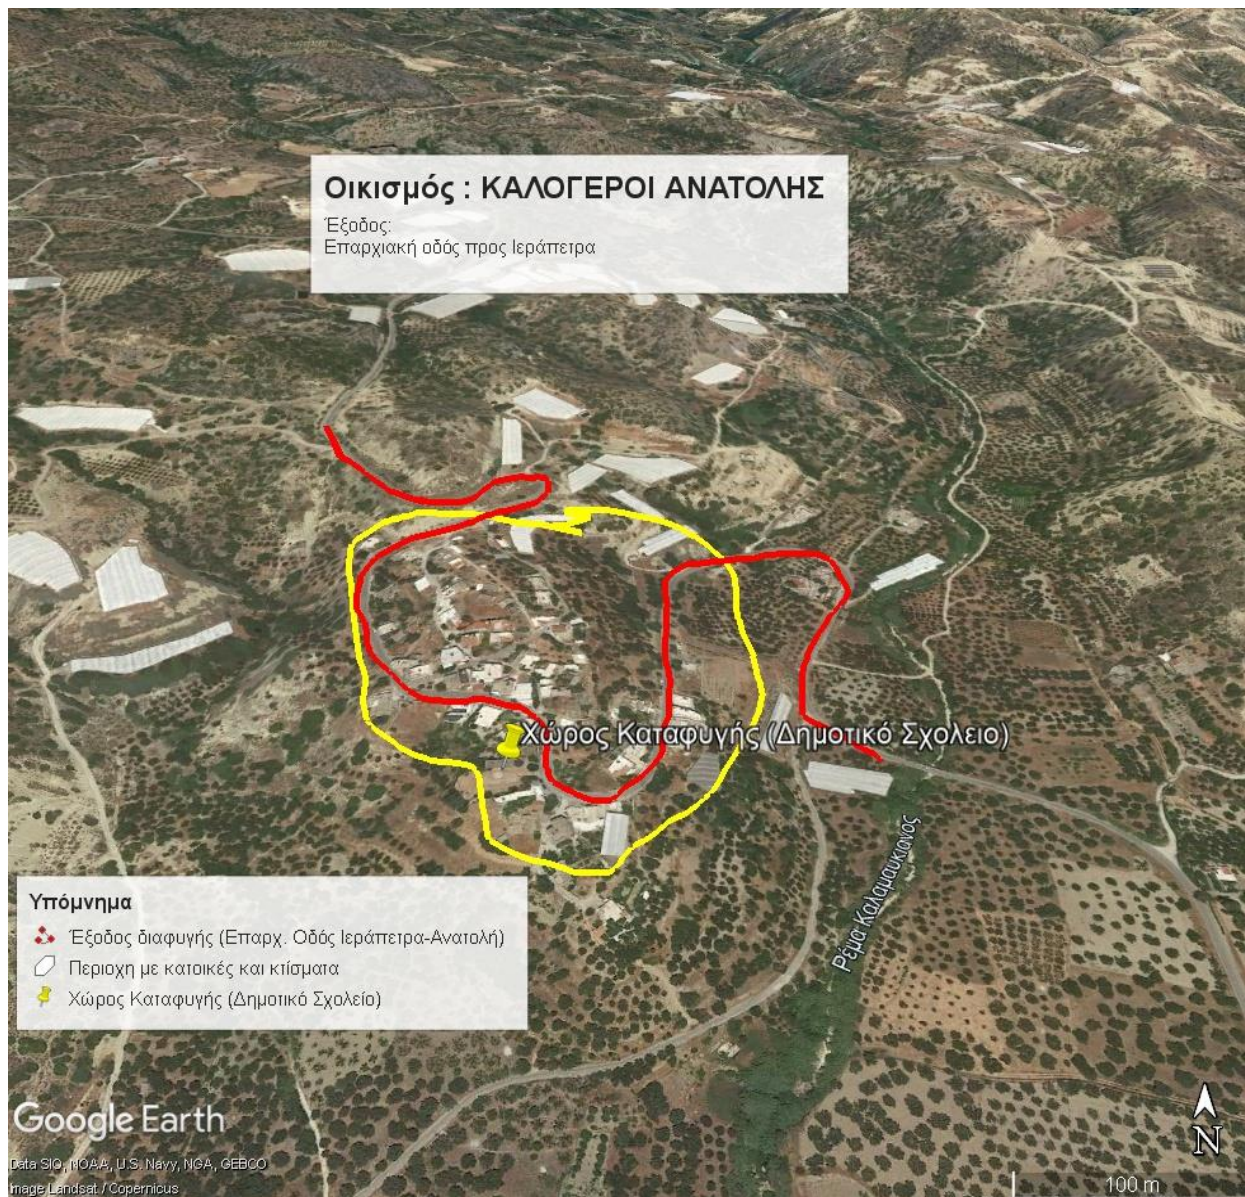 Οικισμός : ΚΑΛΟΓΕΡΟΙ ΑΝΑΤΟΛΗΣ
Έξοδος:
Επαρχιακή οδός προς Ιεράπετρα
Χώρος Καταφυγής (Δημοτικό Σχολειο)
Ρέμα Καλαμαυκιανος
Υπόμνημα
Έξοδος διαφυγής (Επαρχ. Οδός Ιεράπετρα-Ανατολή)
Περιοχη με κατοικές και κτίσματα
Χώρος Καταφυγής (Δημοτικό Σχολείο)
Google Earth
N
Data SIO, NOAA, U.S. Navy, NGA, GEBCO
Image Landsat / Copernicus
100 m